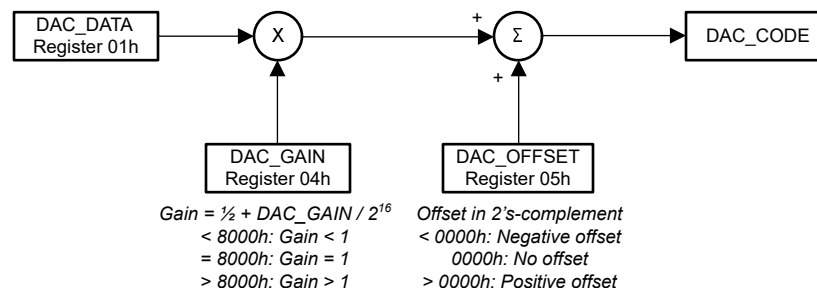 DAC_DATA
Register 01h
X
+
Σ
+
DAC_CODE
DAC_GAIN
Register 04h
DAC_OFFSET
Register 05h
Gain = ½ + DAC_GAIN / 2¹⁶
< 8000h: Gain < 1
= 8000h: Gain = 1
> 8000h: Gain > 1
Offset in 2's-complement
< 0000h: Negative offset
0000h: No offset
> 0000h: Positive offset